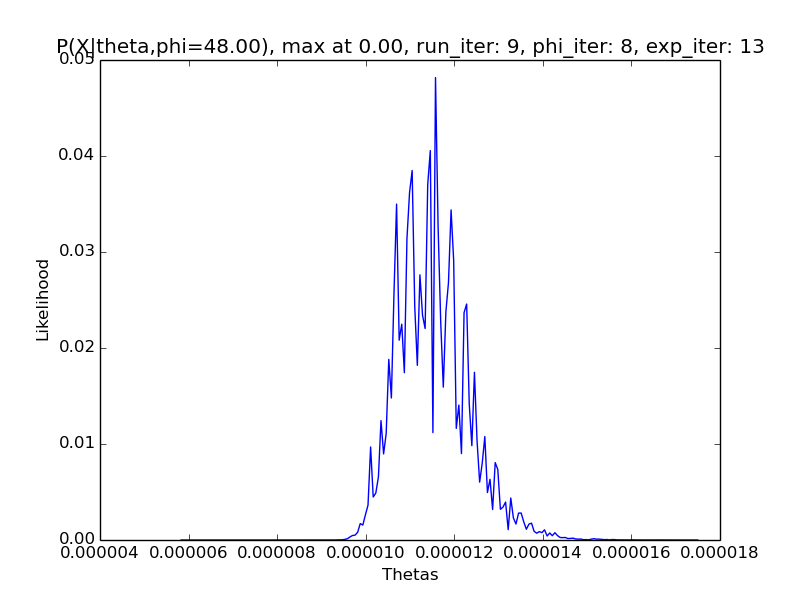 P(X|theta,phi=48.00), max at 0.00, run_iter: 9, phi_iter: 8, exp_iter: 13
0.05
0.04
0.03
Likelihood
0.02
0.01
0.00
0.000004 0.000006 0.000008 0.000010 0.000012 0.000014 0.000016 0.000018
Thetas